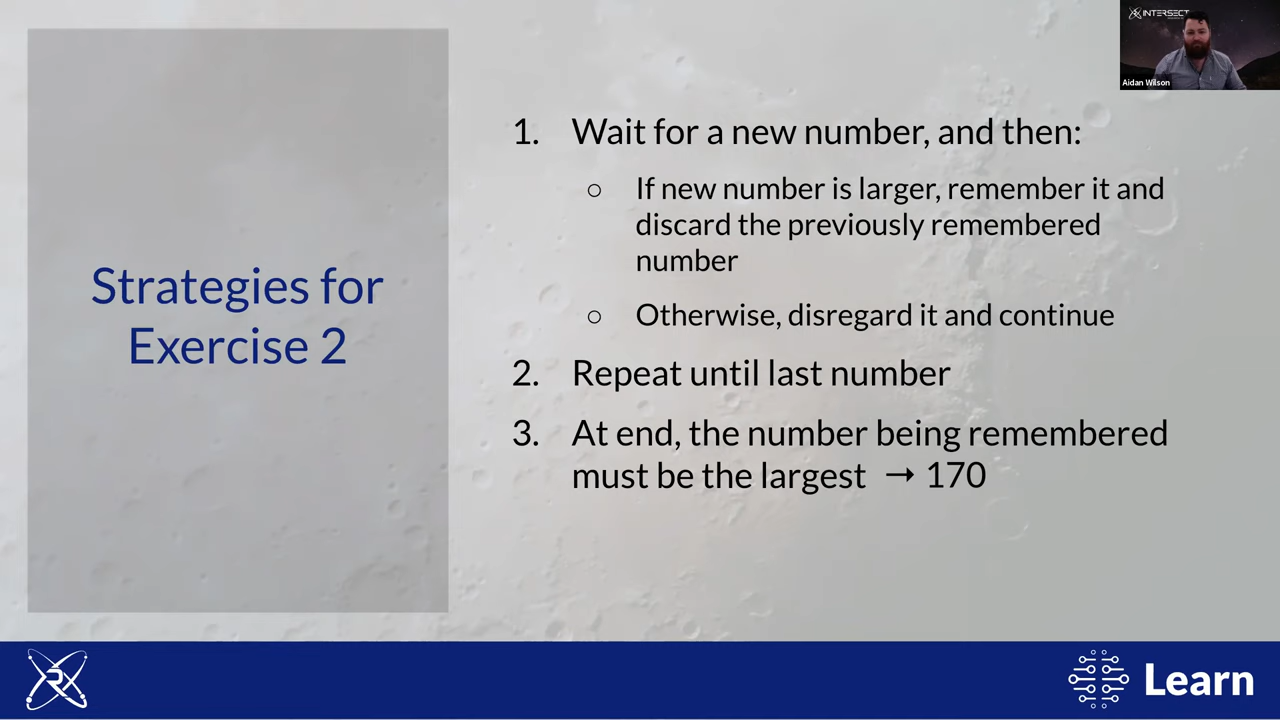 INTERSECT
Aidan Wilson
Strategies for
Exercise 2
1. Wait for a new number, and then:
○ If new number is larger, remember it and
discard the previously remembered
number
○ Otherwise, disregard it and continue
2. Repeat until last number
3. At end, the number being remembered
must be the largest → 170
Learn